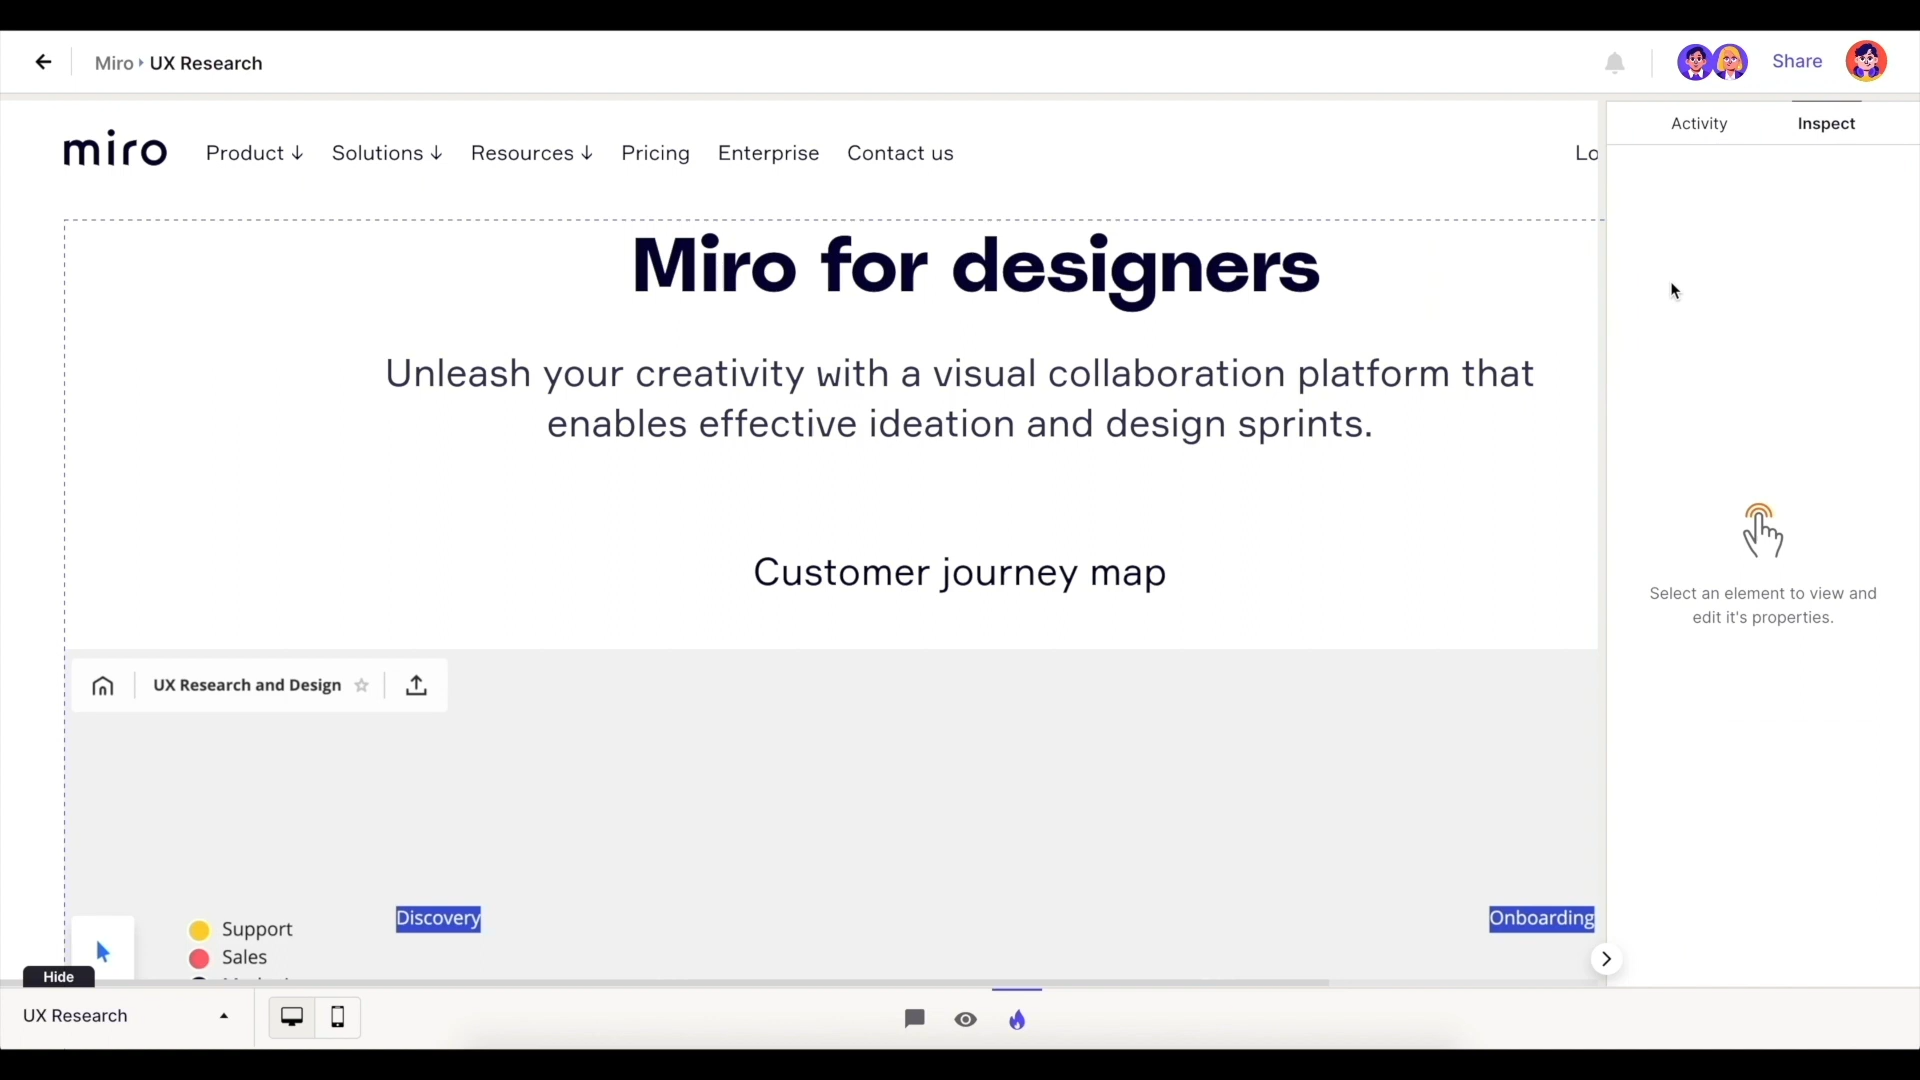 Miro UX Research
Share
Activity
Inspect
miro
Product ↓
Solutions ↓
Resources ↓
Pricing
Enterprise
Contact us
Lo
Miro for designers
Unleash your creativity with a visual collaboration platform that
enables effective ideation and design sprints.
Customer journey map
Select an element to view and
edit it's properties.
UX Research and Design
Discovery
Onboarding
Support
Sales
Hide
UX Research